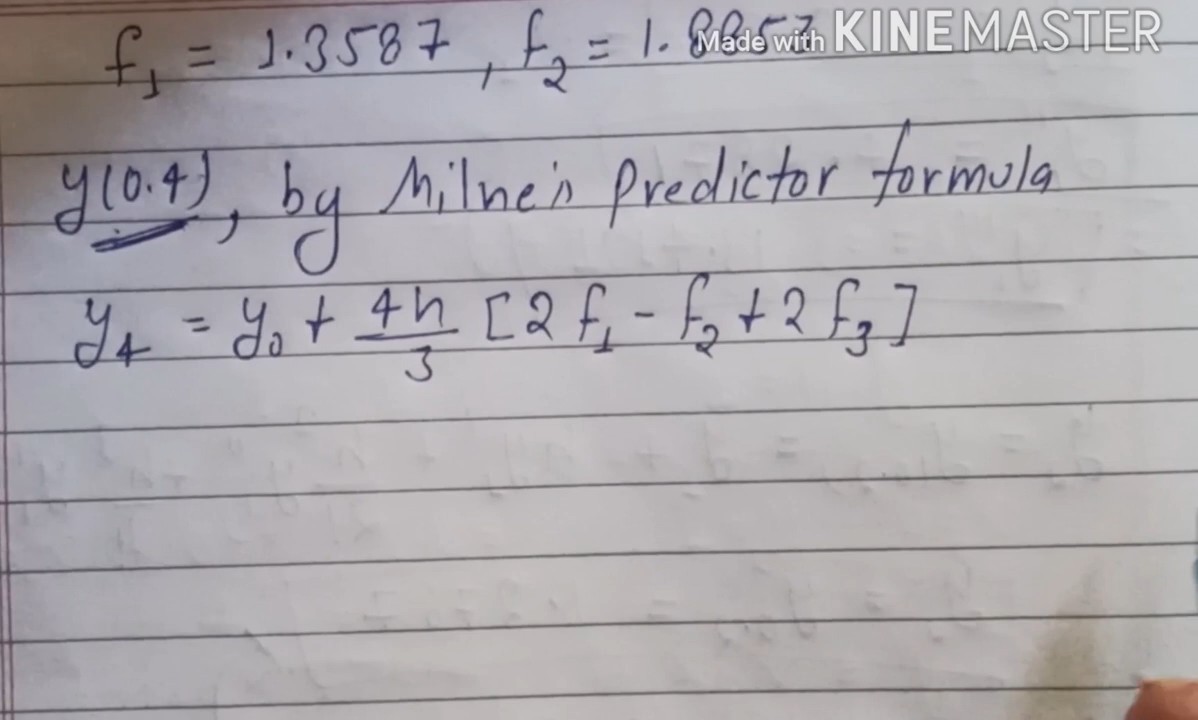 f₁ = 1.3587 , f₂ = 1.8857
Made with KINEMASTER
y(0.4), by Milne's Predictor formula
y₄ = y₀ + 4h/3 [2f₁ - f₂ + 2f₃]